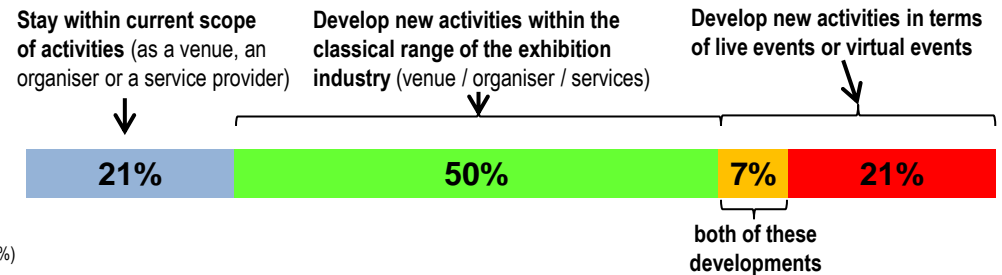 Stay within current scope
of activities (as a venue, an
organiser or a service provider)
Develop new activities within the
classical range of the exhibition
industry (venue / organiser / services)
Develop new activities in terms
of live events or virtual events
21%
50%
7%
21%
both of these
developments
%)